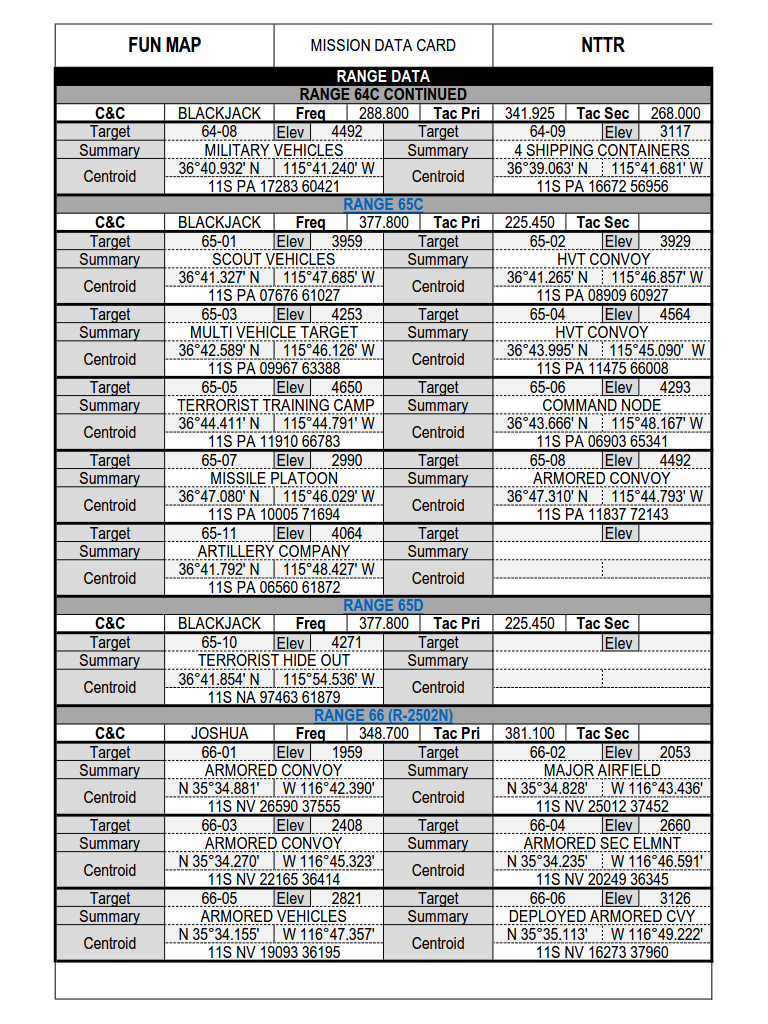 FUN MAP MISSION DATA CARD NTTR
RANGE DATA
RANGE 64C CONTINUED
C&C BLACKJACK Freq 288.800 Tac Pri 341.925 Tac Sec 268.000
Target 64-08 Elev 4492 Target 64-09 Elev 3117
Summary MILITARY VEHICLES Summary 4 SHIPPING CONTAINERS
Centroid 36°40.932' N 115°41.240' W Centroid 36°39.063' N 115°41.681' W
11S PA 17283 60421 11S PA 16672 56956
RANGE 65C
C&C BLACKJACK Freq 377.800 Tac Pri 225.450 Tac Sec
Target 65-01 Elev 3959 Target 65-02 Elev 3929
Summary SCOUT VEHICLES Summary HVT CONVOY
Centroid 36°41.327' N 115°47.685' W Centroid 36°41.265' N 115°46.857' W
11S PA 07676 61027 11S PA 08909 60927
Target 65-03 Elev 4253 Target 65-04 Elev 4564
Summary MULTI VEHICLE TARGET Summary HVT CONVOY
Centroid 36°42.589' N 115°46.126' W Centroid 36°43.995' N 115°45.090' W
11S PA 09967 63388 11S PA 11475 66008
Target 65-05 Elev 4650 Target 65-06 Elev 4293
Summary TERRORIST TRAINING CAMP Summary COMMAND NODE
Centroid 36°44.411' N 115°44.791' W Centroid 36°43.666' N 115°48.167' W
11S PA 11910 66783 11S PA 06903 65341
Target 65-07 Elev 2990 Target 65-08 Elev 4492
Summary MISSILE PLATOON Summary ARMORED CONVOY
Centroid 36°47.080' N 115°46.029' W Centroid 36°47.310' N 115°44.793' W
11S PA 10005 71694 11S PA 11837 72143
Target 65-11 Elev 4064 Target Elev
Summary ARTILLERY COMPANY Summary
Centroid 36°41.792' N 115°48.427' W Centroid
11S PA 06560 61872
RANGE 65D
C&C BLACKJACK Freq 377.800 Tac Pri 225.450 Tac Sec
Target 65-10 Elev 4271 Target Elev
Summary TERRORIST HIDE OUT Summary
Centroid 36°41.854' N 115°54.536' W Centroid
11S NA 97463 61879
RANGE 66 (R-2502N)
C&C JOSHUA Freq 348.700 Tac Pri 381.100 Tac Sec
Target 66-01 Elev 1959 Target 66-02 Elev 2053
Summary ARMORED CONVOY Summary MAJOR AIRFIELD
Centroid N 35°34.881' W 116°42.390' Centroid N 35°34.828' W 116°43.436'
11S NV 26590 37555 11S NV 25012 37452
Target 66-03 Elev 2408 Target 66-04 Elev 2660
Summary ARMORED CONVOY Summary ARMORED SEC ELMNT
Centroid N 35°34.270' W 116°45.323' Centroid N 35°34.235' W 116°46.591'
11S NV 22165 36414 11S NV 20249 36345
Target 66-05 Elev 2821 Target 66-06 Elev 3126
Summary ARMORED VEHICLES Summary DEPLOYED ARMORED CVY
Centroid N 35°34.155' W 116°47.357' Centroid N 35°35.113' W 116°49.222'
11S NV 19093 36195 11S NV 16273 37960